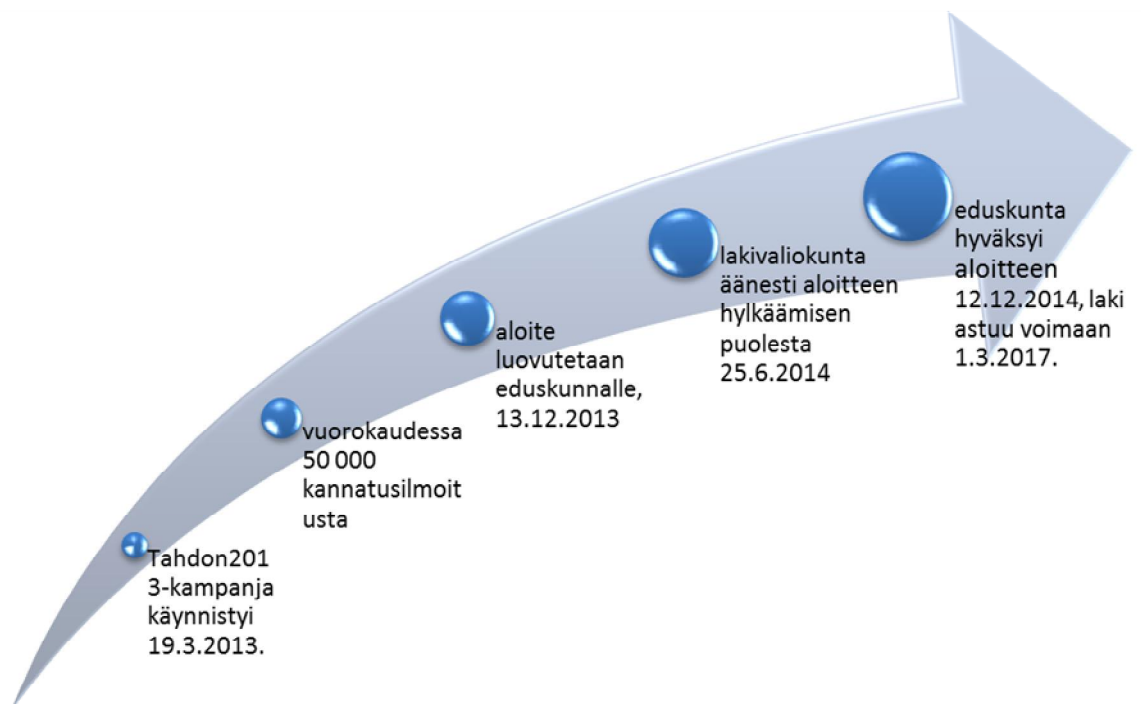 Tahdon201
3-kampanja
käynnistyi
19.3.2013.
vuorokaudessa
50 000
kannatusilmoit
usta
aloite
luovutetaan
eduskunnalle,
13.12.2013
lakivaliokunta
äänesti aloitteen
hylkäämisen
puolesta
25.6.2014
eduskunta
hyväksyi
aloitteen
12.12.2014, laki
astuu voimaan
1.3.2017.